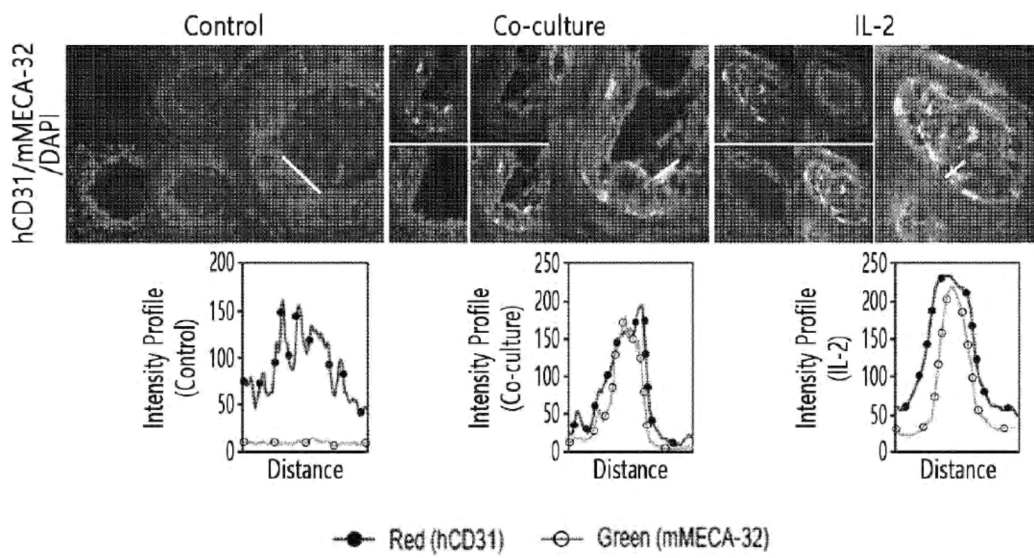 Control
Co-culture
IL-2
hCD31/mMECA-32
/DAPI
Intensity Profile
(Control)
200
150
100
50
0
Distance
Intensity Profile
(Co-culture)
250
200
150
100
50
0
Distance
Intensity Profile
(IL-2)
250
200
150
100
50
0
Distance
Red (hCD31)
Green (mMECA-32)